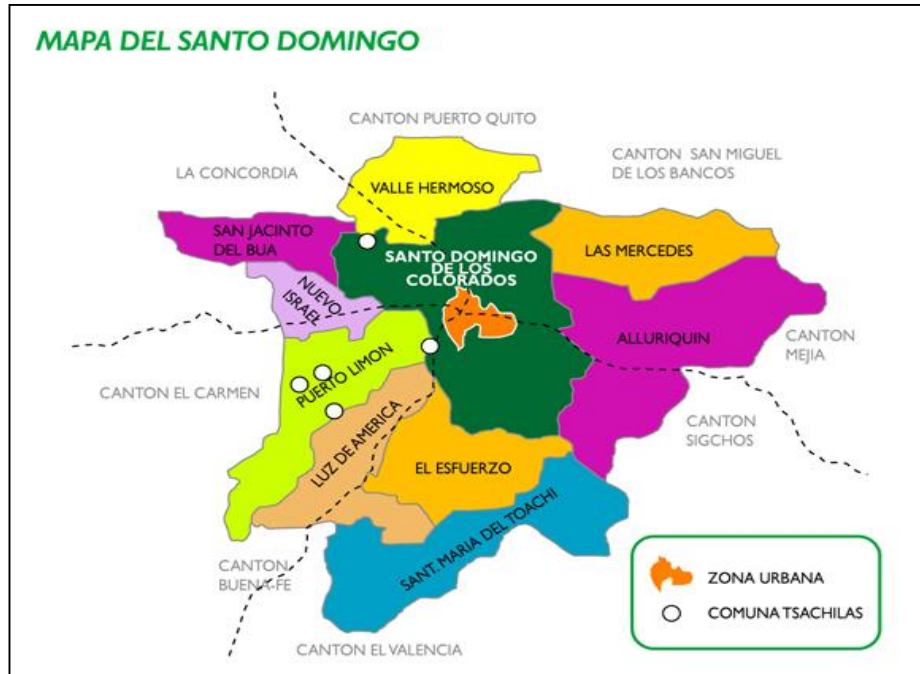 MAPA DEL SANTO DOMINGO
CANTON PUERTO QUITO
CANTON SAN MIGUEL
DE LOS BANCOS
LA CONCORDIA
VALLE HERMOSO
SAN JACINTO
DEL BUA
SANTO DOMINGO
DE LOS
COLORADOS
LAS MERCEDES
NUEVO
ISRAEL
ALLURIQUIN
CANTON
MEJIA
CANTON EL CARMEN
PUERTO LIMON
CANTON
SIGCHOS
LUZ DE AMERICA
EL ESFUERZO
SANT. MARIA DEL TOACHI
CANTON
BUENA-FE
CANTON EL VALENCIA
ZONA URBANA
COMUNA TSACHILAS